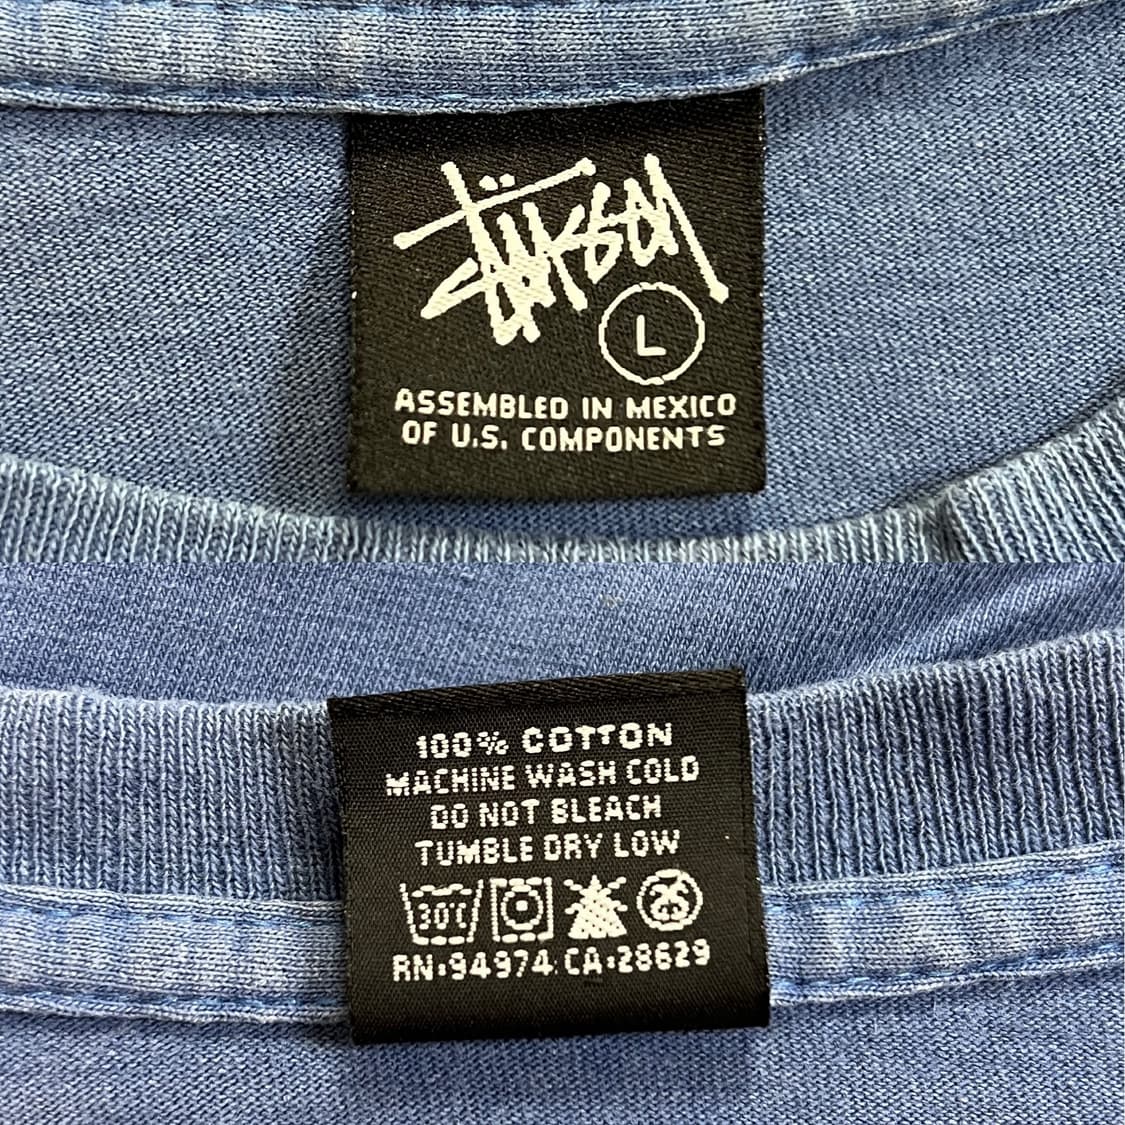 Stüssy
L
ASSEMBLED IN MEXICO
OF U.S. COMPONENTS
100% COTTON
MACHINE WASH COLD
DO NOT BLEACH
TUMBLE DRY LOW
30C
RN:94974 CA:28629